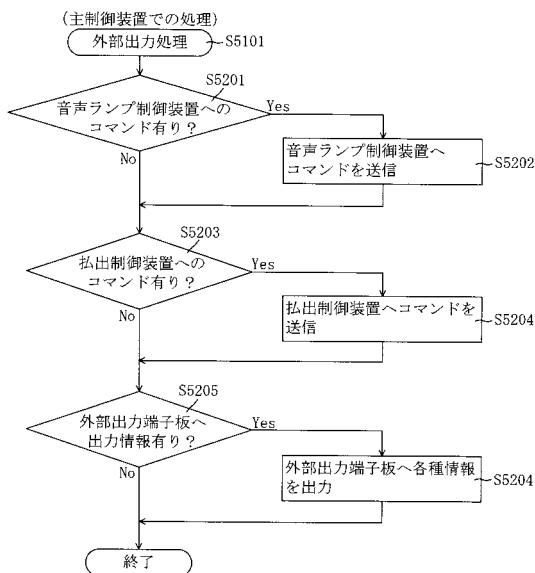 (主制御装置での処理)
外部出力処理
S5101
S5201
音声ランプ制御装置への
コマンド有り?
Yes
No
音声ランプ制御装置へ
コマンドを送信
S5202
S5203
払出制御装置への
コマンド有り?
Yes
No
払出制御装置へコマンドを
送信
S5204
S5205
外部出力端子板へ
出力情報有り?
Yes
No
外部出力端子板へ各種情報
を出力
S5204
終了